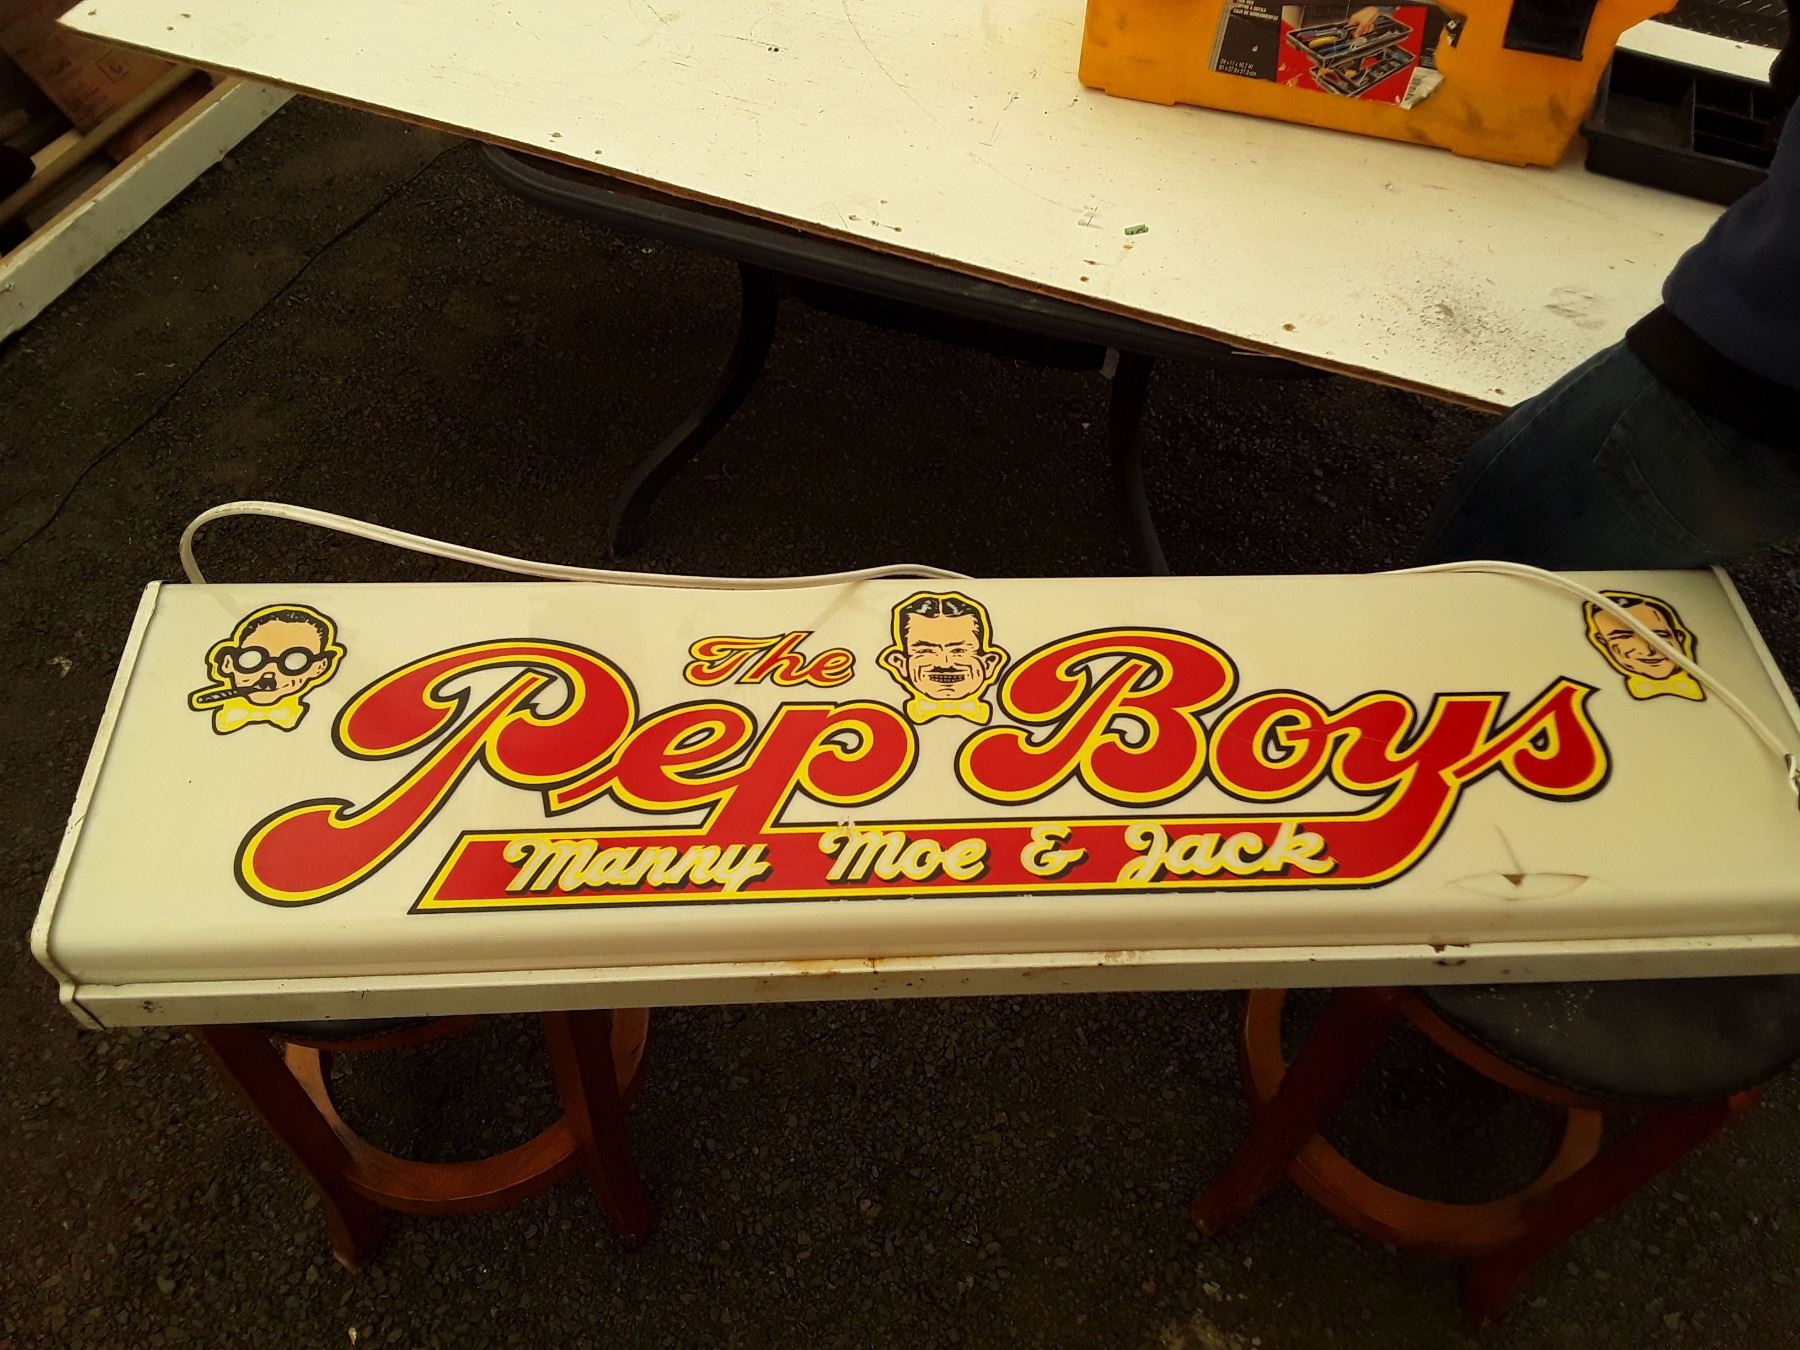 The
Pep Boys
Manny Moe & Jack